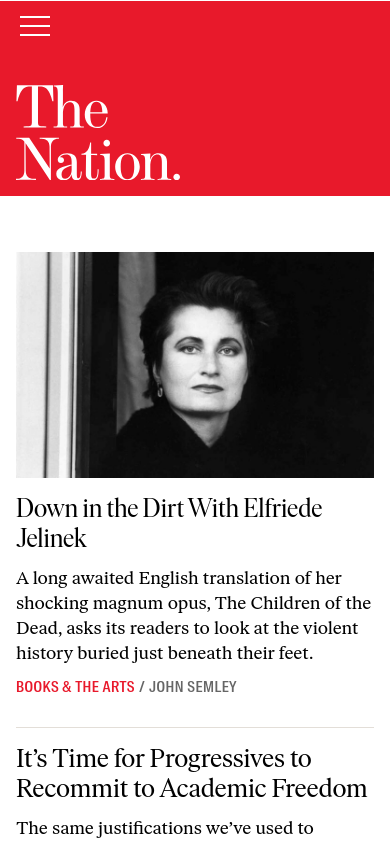 The
Nation.
Down in the Dirt With Elfriede
Jelinek
A long awaited English translation of her
shocking magnum opus, The Children of the
Dead, asks its readers to look at the violent
history buried just beneath their feet.
BOOKS & THE ARTS / JOHN SEMLEY
It’s Time for Progressives to
Recommit to Academic Freedom
The same justifications we’ve used to